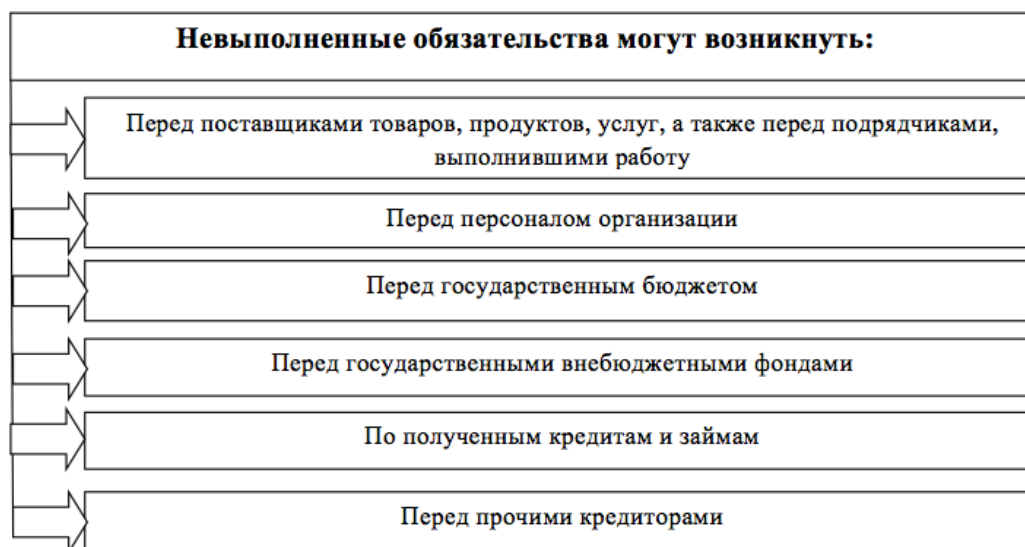 Невыполненные обязательства могут возникнуть:
Перед поставщиками товаров, продуктов, услуг, а также перед подрядчиками,
выполнившими работу
Перед персоналом организации
Перед государственным бюджетом
Перед государственными внебюджетными фондами
По полученным кредитам и займам
Перед прочими кредиторами